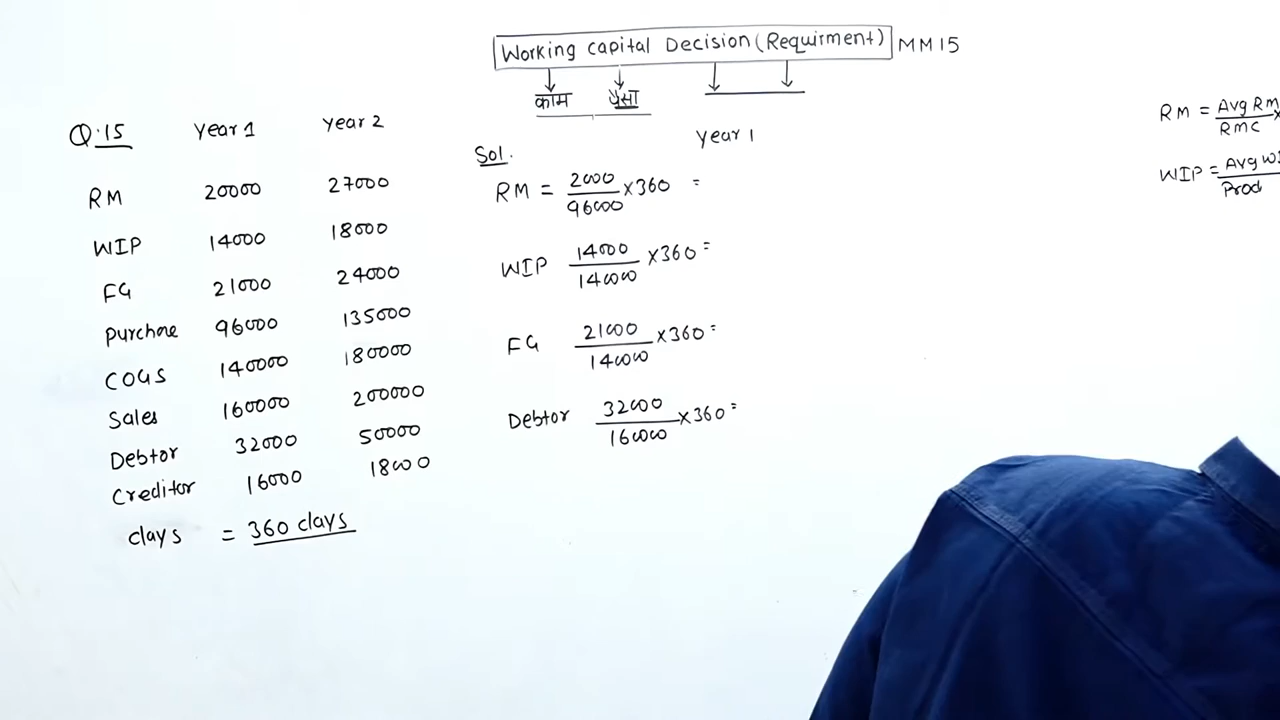 Working Capital Decision (Requirment) MM15
काम पैसा
Q.15 Year 1 Year 2
RM 20000 27000
WIP 14000 18000
FG 21000 24000
Purchase 96000 135000
COGS 140000 180000
Sales 160000 200000
Debtor 32000 50000
Creditor 16000 18000
days = 360 days
Sol. Year 1
RM = 2000/96000 ×360 =
WIP 14000/140000 ×360 =
FG 21000/140000 ×360 =
Debtor 32000/160000 ×360 =
RM = Avg RM/RMC ×
WIP = Avg WI/Prod